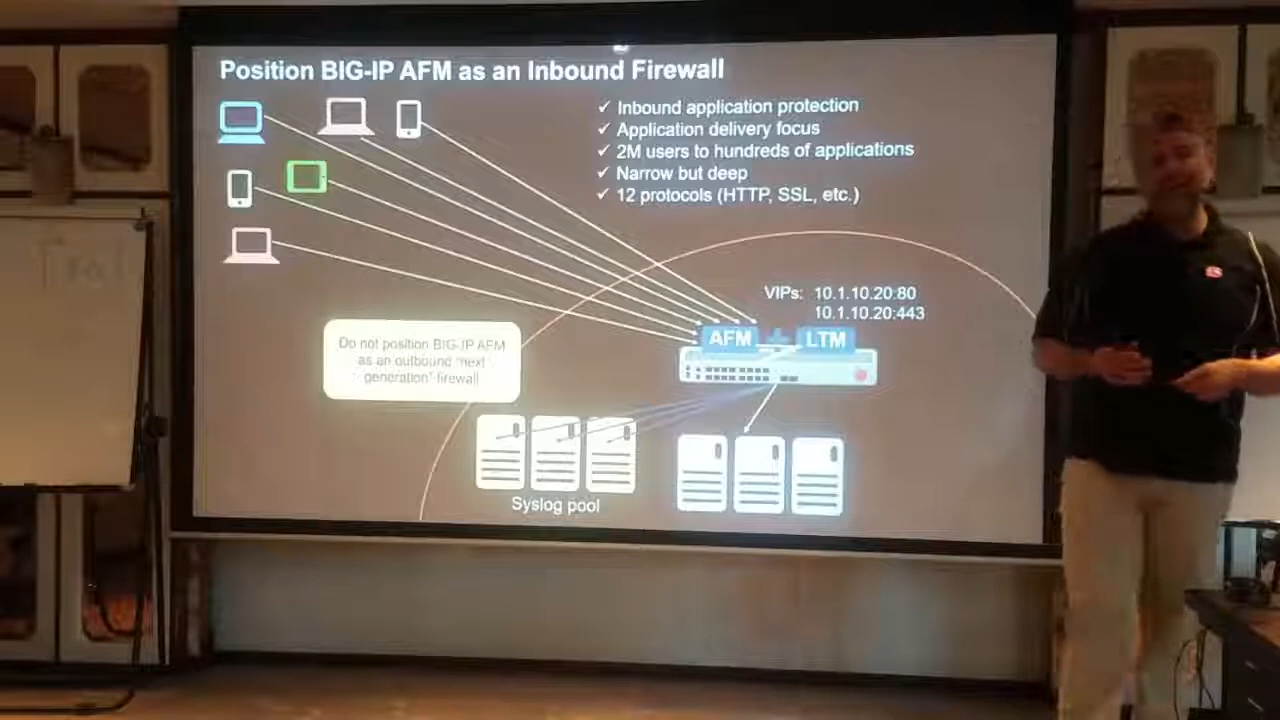 Position BIG-IP AFM as an Inbound Firewall
✓ Inbound application protection
✓ Application delivery focus
✓ 2M users to hundreds of applications
✓ Narrow but deep
✓ 12 protocols (HTTP, SSL, etc.)
VIPs: 10.1.10.20:80
10.1.10.20:443
AFM + LTM
Do not position BIG-IP AFM
as an outbound "next
generation" firewall
Syslog pool